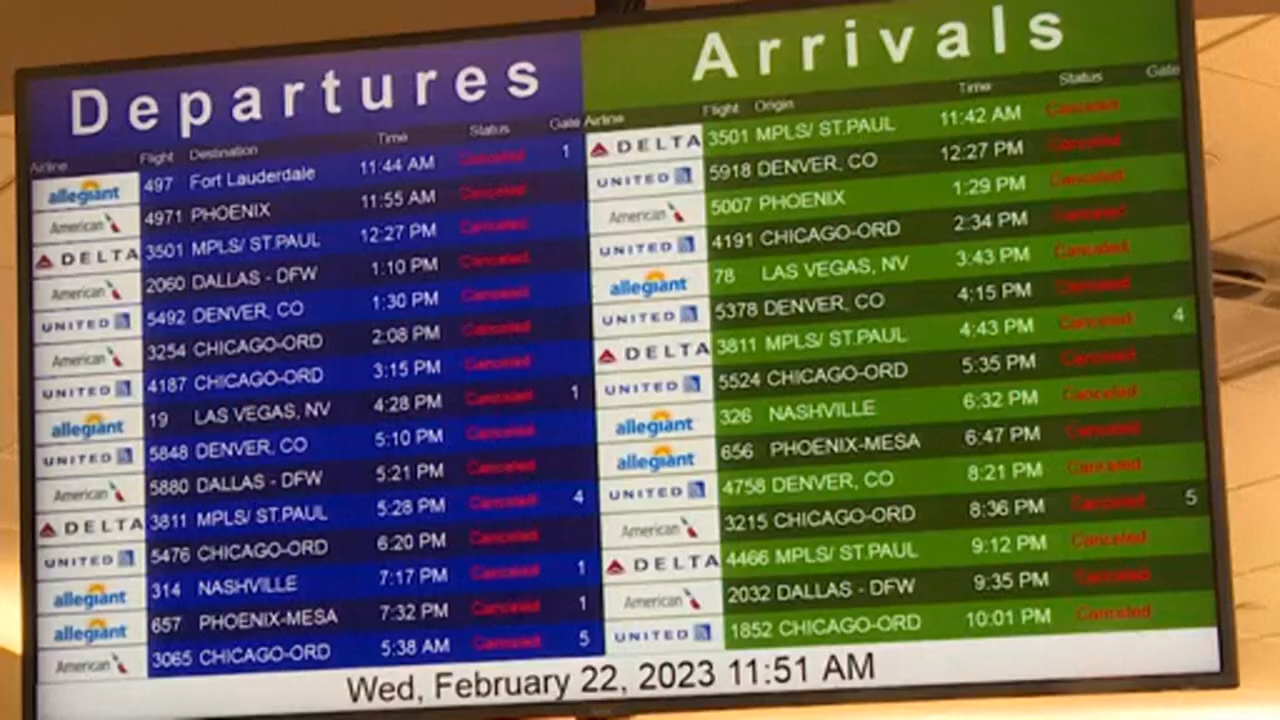 Departures
Airline Flight Destination Time Status Gate
allegiant 497 Fort Lauderdale 11:44 AM Canceled 1
American 4971 PHOENIX 11:55 AM Canceled
DELTA 3501 MPLS/ ST.PAUL 12:27 PM Canceled
American 2060 DALLAS - DFW 1:10 PM Canceled
UNITED 5492 DENVER, CO 1:30 PM Canceled
American 3254 CHICAGO-ORD 2:08 PM Canceled
UNITED 4187 CHICAGO-ORD 3:15 PM Canceled
allegiant 19 LAS VEGAS, NV 4:28 PM Canceled 1
UNITED 5848 DENVER, CO 5:10 PM Canceled
American 5880 DALLAS - DFW 5:21 PM Canceled
DELTA 3811 MPLS/ ST.PAUL 5:28 PM Canceled 4
UNITED 5476 CHICAGO-ORD 6:20 PM Canceled
allegiant 314 NASHVILLE 7:17 PM Canceled 1
allegiant 657 PHOENIX-MESA 7:32 PM Canceled 1
American 3065 CHICAGO-ORD 5:38 AM Canceled 5
Arrivals
Airline Flight Origin Time Status Gate
DELTA 3501 MPLS/ ST.PAUL 11:42 AM Canceled
UNITED 5918 DENVER, CO 12:27 PM Canceled
American 5007 PHOENIX 1:29 PM Canceled
UNITED 4191 CHICAGO-ORD 2:34 PM Canceled
allegiant 78 LAS VEGAS, NV 3:43 PM Canceled
UNITED 5378 DENVER, CO 4:15 PM Canceled
DELTA 3811 MPLS/ ST.PAUL 4:43 PM Canceled 4
UNITED 5524 CHICAGO-ORD 5:35 PM Canceled
allegiant 326 NASHVILLE 6:32 PM Canceled
allegiant 656 PHOENIX-MESA 6:47 PM Canceled
UNITED 4758 DENVER, CO 8:21 PM Canceled
American 3215 CHICAGO-ORD 8:36 PM Canceled 5
DELTA 4466 MPLS/ ST.PAUL 9:12 PM Canceled
American 2032 DALLAS - DFW 9:35 PM Canceled
UNITED 1852 CHICAGO-ORD 10:01 PM Canceled
Wed, February 22, 2023 11:51 AM